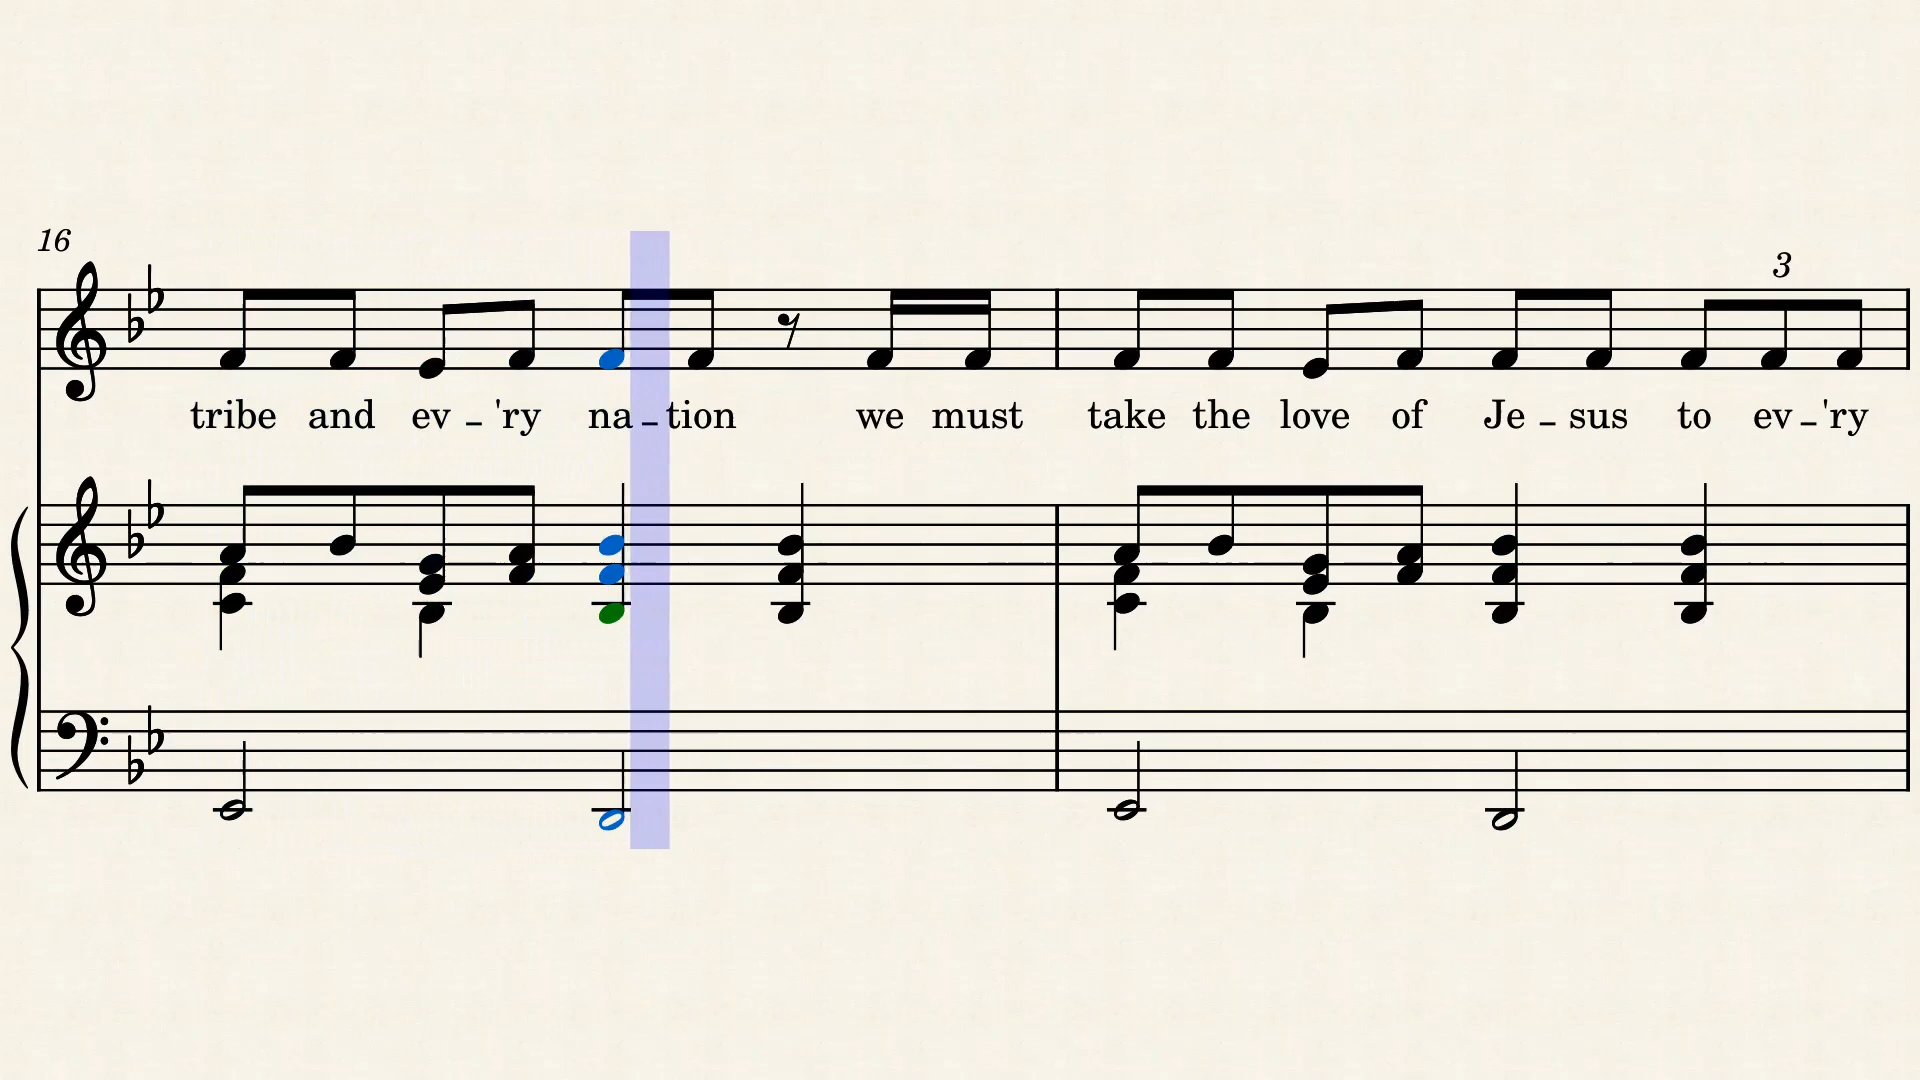 16
3
tribe and ev - 'ry na - tion we must take the love of Je - sus to ev - 'ry